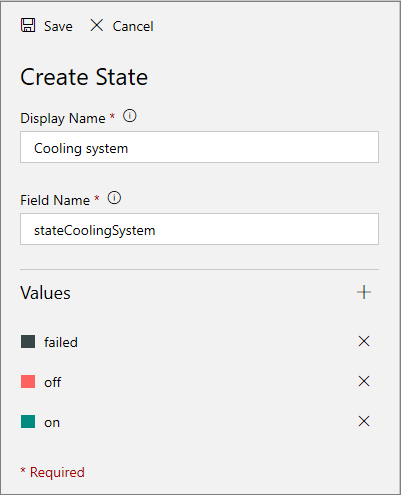 Save Cancel
Create State
Display Name *
Cooling system
Field Name *
stateCoolingSystem
Values
failed
off
on
* Required